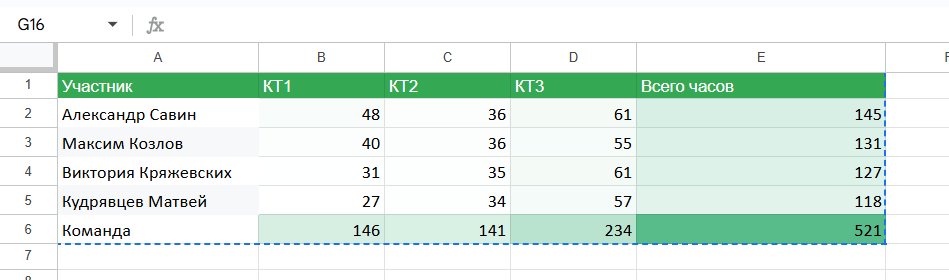 G16
A B C D E F
1 Участник КТ1 КТ2 КТ3 Всего часов
2 Александр Савин 48 36 61 145
3 Максим Козлов 40 36 55 131
4 Виктория Кряжевских 31 35 61 127
5 Кудрявцев Матвей 27 34 57 118
6 Команда 146 141 234 521
7